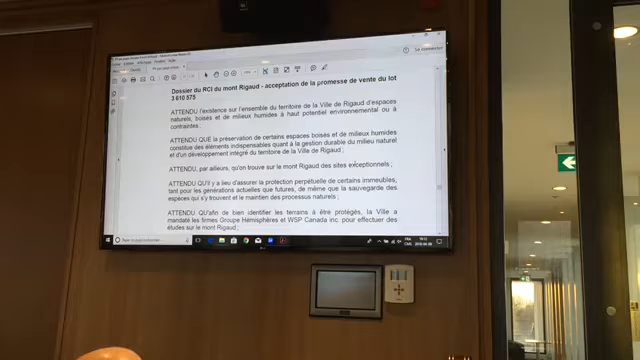 Se connecter
Dossier du RCI du mont Rigaud - acceptation de la promesse de vente du lot
3 610 575
ATTENDU l'existence sur l'ensemble du territoire de la Ville de Rigaud d'espaces
naturels, boisés et de milieux humides à haut potentiel environnemental ou à
contraintes ;
ATTENDU QUE la préservation de certains espaces boisés et de milieux humides
constitue des éléments indispensables quant à la gestion durable du milieu naturel
et d'un développement intégré du territoire de la Ville de Rigaud ;
ATTENDU, par ailleurs, qu'on trouve sur le mont Rigaud des sites exceptionnels ;
ATTENDU QU'il y a lieu d'assurer la protection perpétuelle de certains immeubles,
tant pour les générations actuelles que futures, de même que la sauvegarde des
espèces qui s'y trouvent et le maintien des processus naturels ;
ATTENDU QU'afin de bien identifier les terrains à être protégés, la Ville a
mandaté les firmes Groupe Hémisphères et WSP Canada inc. pour effectuer des
études sur le mont Rigaud ;